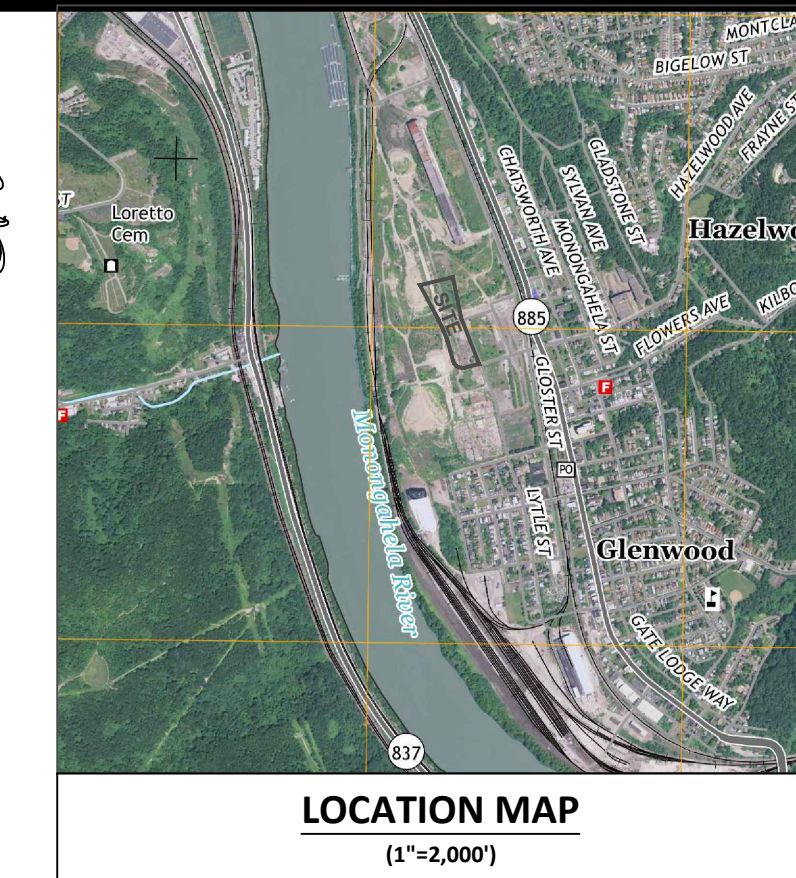 MONTCLA
BIGELOW ST
HAZELWOOD AVE
FRAYNE ST
GLADSTONE ST
SYLVAN AVE
CHATSWORTH AVE
MONONGAHELA ST
ST
Loretto
Cem
Hazelwo
SITE
885
KILBO
FLOWERS AVE
F
GLOSTER ST
F
Monongahela River
PO
LYTLE ST
Glenwood
GATE LODGE WAY
837
LOCATION MAP
(1"=2,000')